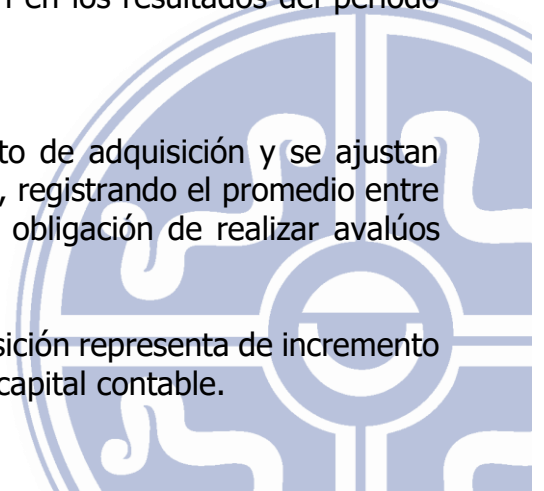 en los resultados del periodo
to de adquisición y se ajustan
, registrando el promedio entre
obligación de realizar avalúos
sición representa de incremento
capital contable.